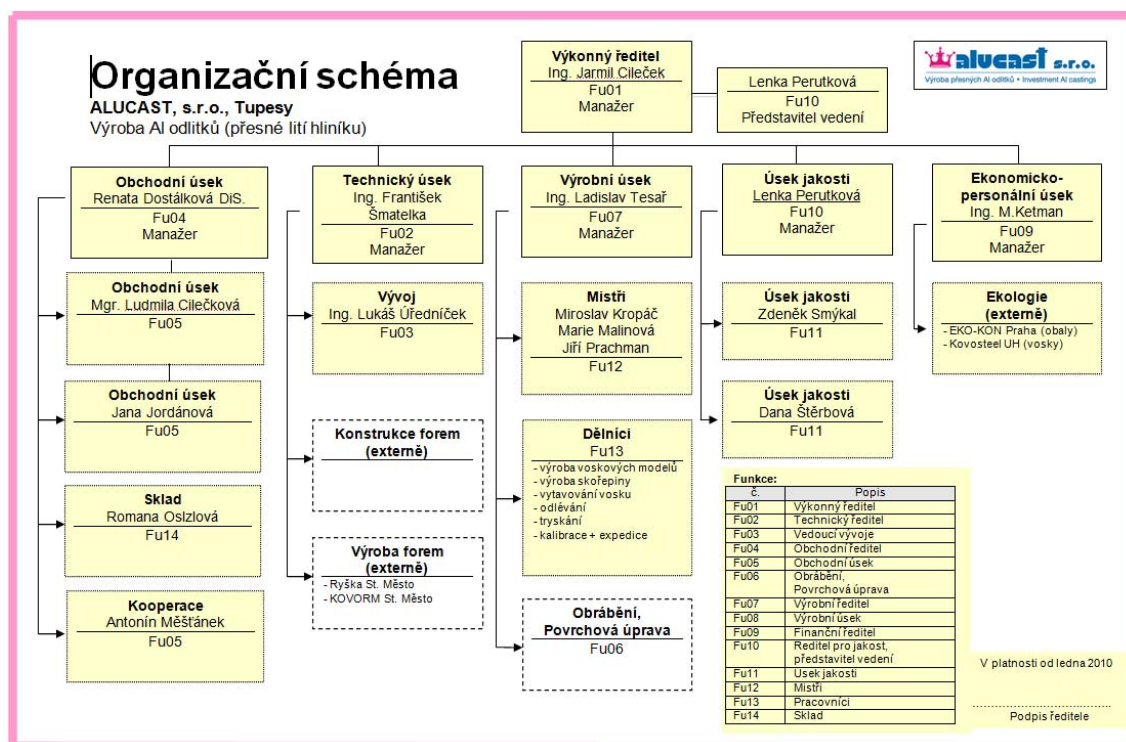 Organizační schéma
ALUCAST, s.r.o., Tupesy
Výroba Al odlitků (přesné lití hliníku)
Výkonný ředitel
Ing. Jarmil Cileček
Fu01
Manažer
Lenka Perutková
Fu10
Představitel vedení
alucast s.r.o.
Výroba přesných Al odlitků • Investment Al castings
Obchodní úsek
Renata Dostálková DiS.
Fu04
Manažer
Obchodní úsek
Mgr. Ludmila Cilečková
Fu05
Obchodní úsek
Jana Jordánová
Fu05
Sklad
Romana Oslzlová
Fu14
Kooperace
Antonín Měšťánek
Fu05
Technický úsek
Ing. František
Šmatelka
Fu02
Manažer
Vývoj
Ing. Lukáš Úředníček
Fu03
Konstrukce forem
(externě)
Výroba forem
(externě)
- Ryška St. Město
- KOVORM St. Město
Výrobní úsek
Ing. Ladislav Tesař
Fu07
Manažer
Mistři
Miroslav Kropáč
Marie Malinová
Jiří Prachman
Fu12
Dělníci
Fu13
- výroba voskových modelů
- výroba skořepiny
- vytavování vosku
- odlévání
- tryskání
- kalibrace + expedice
Obrábění,
Povrchová úprava
Fu06
Úsek jakosti
Lenka Perutková
Fu10
Manažer
Úsek jakosti
Zdeněk Smýkal
Fu11
Úsek jakosti
Dana Štěrbová
Fu11
Ekonomicko-
personální úsek
Ing. M.Ketman
Fu09
Manažer
Ekologie
(externě)
- EKO-KON Praha (obaly)
- Kovosteel UH (vosky)
Funkce:
č. Popis
Fu01 Výkonný ředitel
Fu02 Technický ředitel
Fu03 Vedoucí vývoje
Fu04 Obchodní ředitel
Fu05 Obchodní úsek
Fu06 Obrábění,
Povrchová úprava
Fu07 Výrobní ředitel
Fu08 Výrobní úsek
Fu09 Finanční ředitel
Fu10 Ředitel pro jakost,
představitel vedení
Fu11 Úsek jakosti
Fu12 Mistři
Fu13 Pracovníci
Fu14 Sklad
V platnosti od ledna 2010
Podpis ředitele